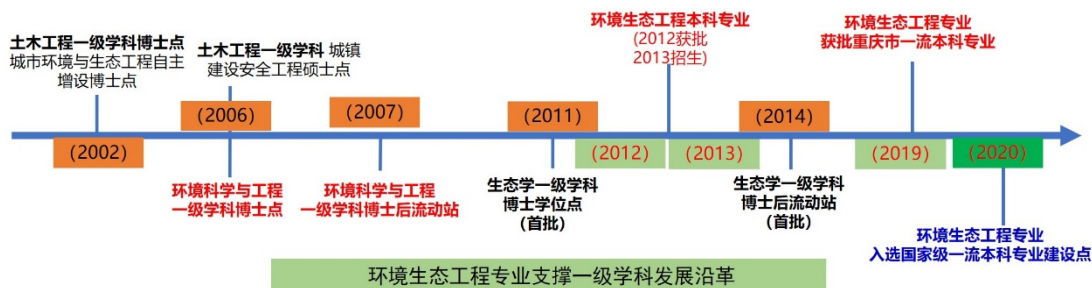 土木工程一级学科博士点
城市环境与生态工程自主
增设博士点
土木工程一级学科 城镇
建设安全工程硕士点
环境生态工程本科专业
(2012获批
2013招生)
环境生态工程专业
获批重庆市一流本科专业
(2002)
(2006)
(2007)
(2011)
(2012)
(2013)
(2014)
(2019)
(2020)
环境科学与工程
一级学科博士点
环境科学与工程
一级学科博士后流动站
生态学一级学科
博士学位点
(首批)
生态学一级学科
博士后流动站
(首批)
环境生态工程专业
入选国家级一流本科专业建设点
环境生态工程专业支撑一级学科发展沿革